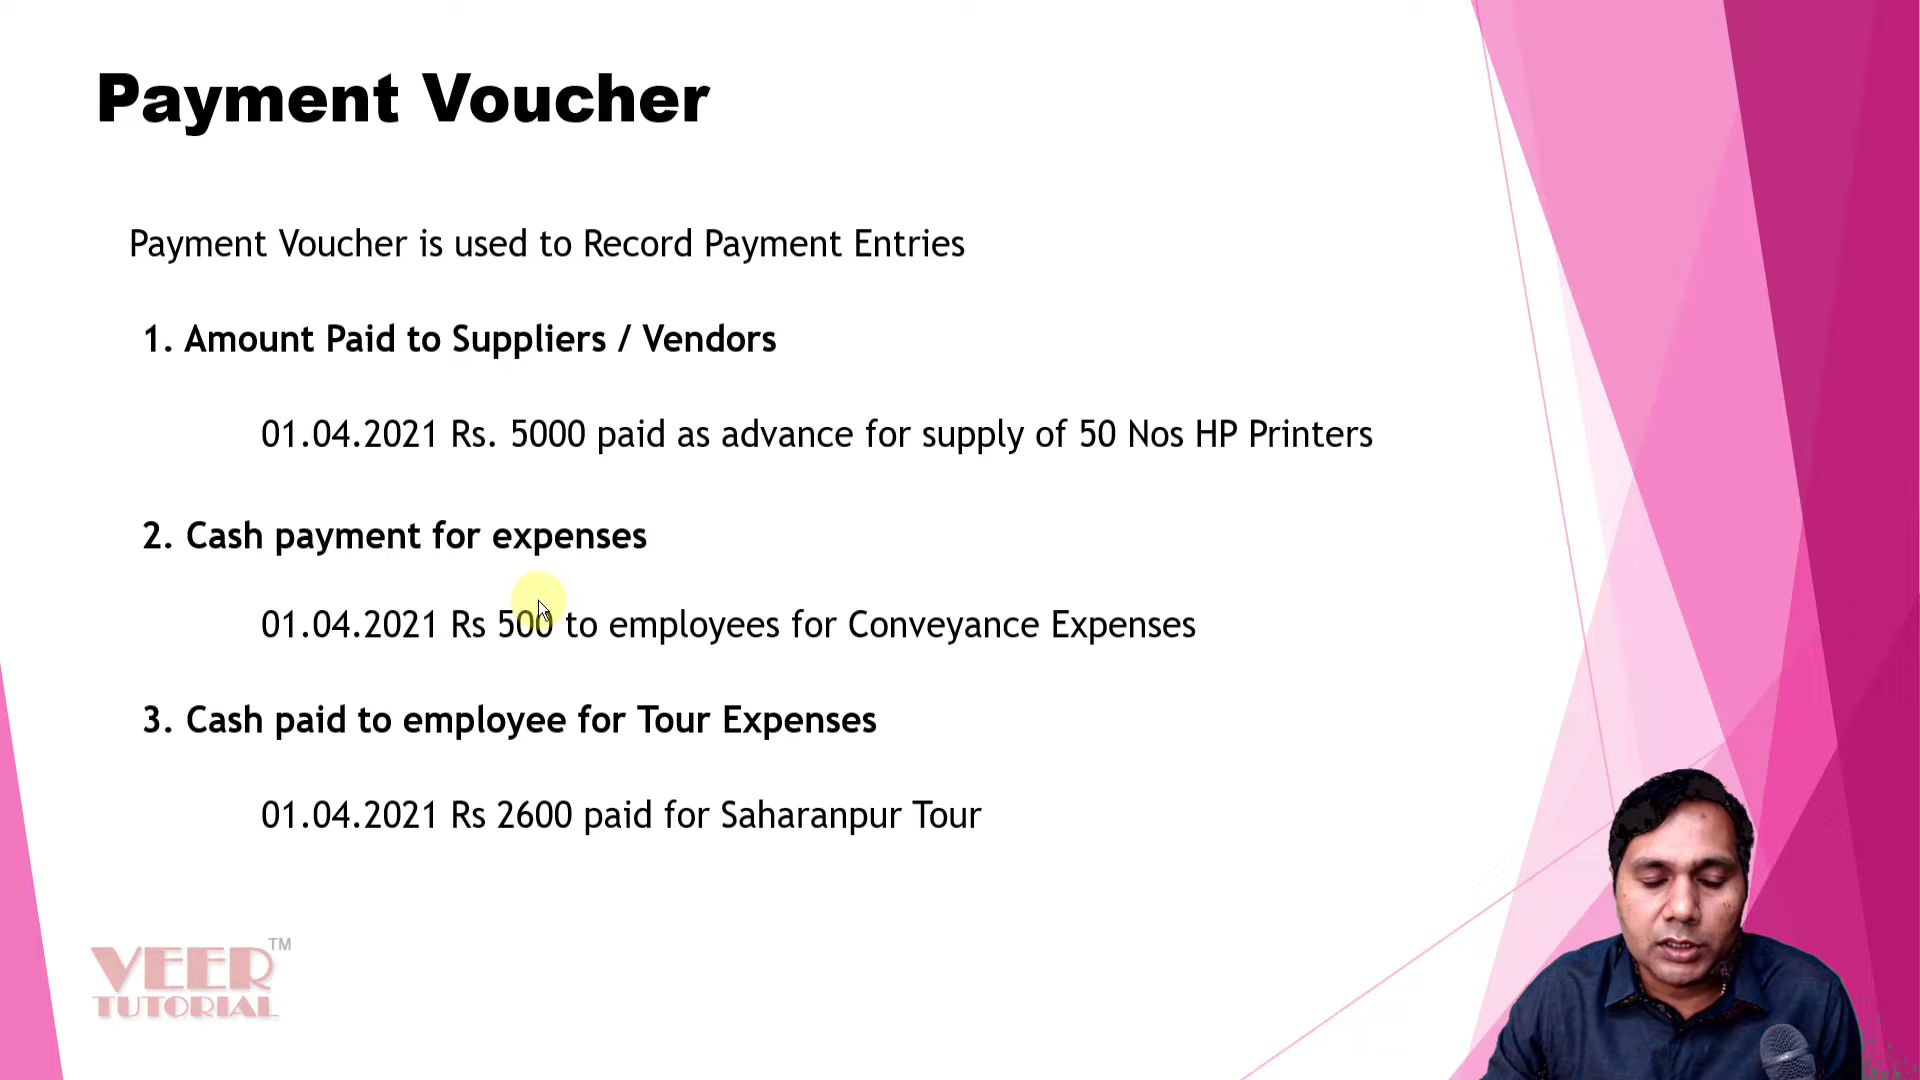 Payment Voucher
Payment Voucher is used to Record Payment Entries
1. Amount Paid to Suppliers / Vendors
01.04.2021 Rs. 5000 paid as advance for supply of 50 Nos HP Printers
2. Cash payment for expenses
01.04.2021 Rs 500 to employees for Conveyance Expenses
3. Cash paid to employee for Tour Expenses
01.04.2021 Rs 2600 paid for Saharanpur Tour
VEER TM
TUTORIAL